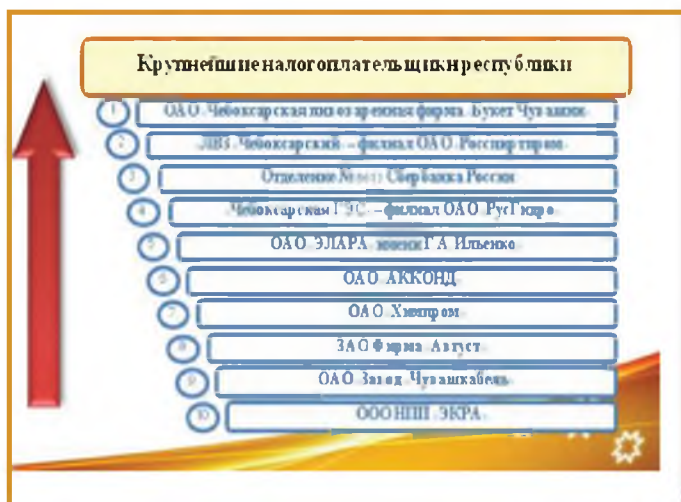 Крупнейшие налогоплательщики республики
1 ОАО Чебоксарская пивоваренная фирма Букет Чувашии
2 ЛВЗ Чебоксарский – филиал ОАО Росспиртпром
3 Отделение № Сбербанка России
4 Чебоксарская ГЭС – филиал ОАО РусГидро
5 ОАО ЭЛАРА имени Г А Ильенко
6 ОАО АККОНД
7 ОАО Химпром
8 ЗАО Фирма Август
9 ОАО Завод Чувашкабель
10 ООО НПП ЭКРА